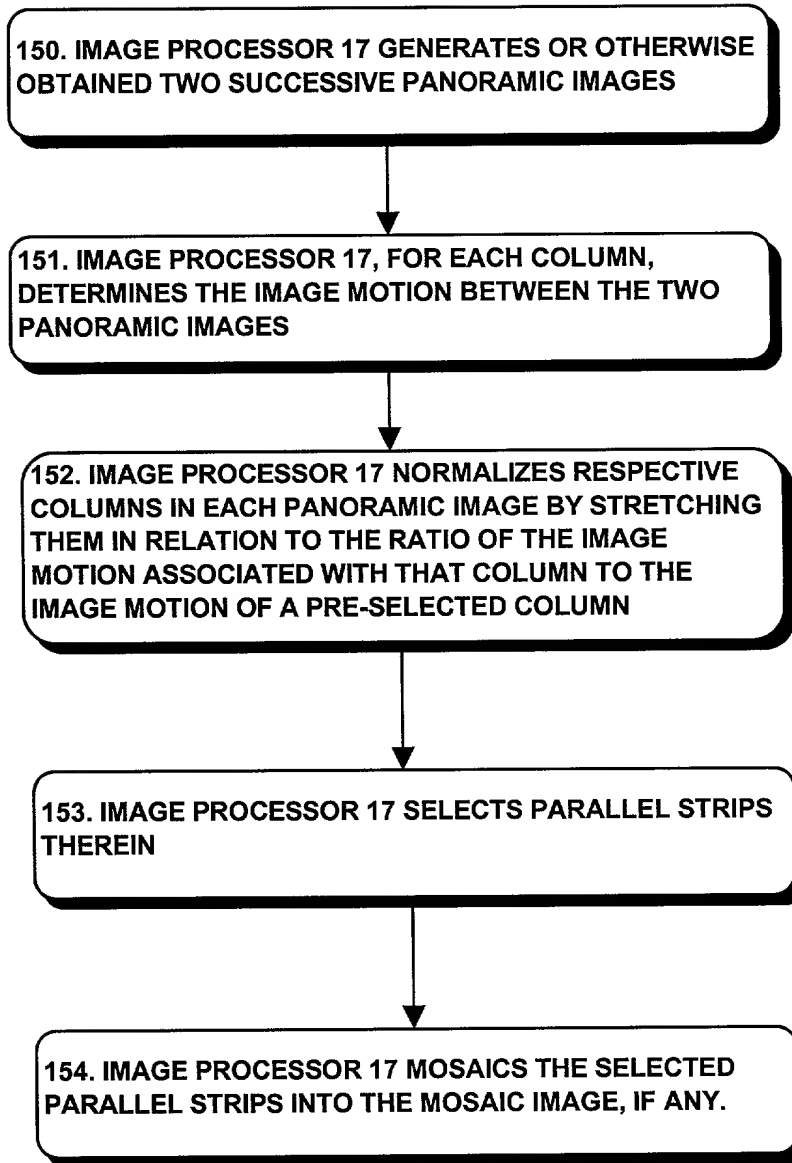 150. IMAGE PROCESSOR 17 GENERATES OR OTHERWISE
OBTAINED TWO SUCCESSIVE PANORAMIC IMAGES
151. IMAGE PROCESSOR 17, FOR EACH COLUMN,
DETERMINES THE IMAGE MOTION BETWEEN THE TWO
PANORAMIC IMAGES
152. IMAGE PROCESSOR 17 NORMALIZES RESPECTIVE
COLUMNS IN EACH PANORAMIC IMAGE BY STRETCHING
THEM IN RELATION TO THE RATIO OF THE IMAGE
MOTION ASSOCIATED WITH THAT COLUMN TO THE
IMAGE MOTION OF A PRE-SELECTED COLUMN
153. IMAGE PROCESSOR 17 SELECTS PARALLEL STRIPS
THEREIN
154. IMAGE PROCESSOR 17 MOSAICS THE SELECTED
PARALLEL STRIPS INTO THE MOSAIC IMAGE, IF ANY.